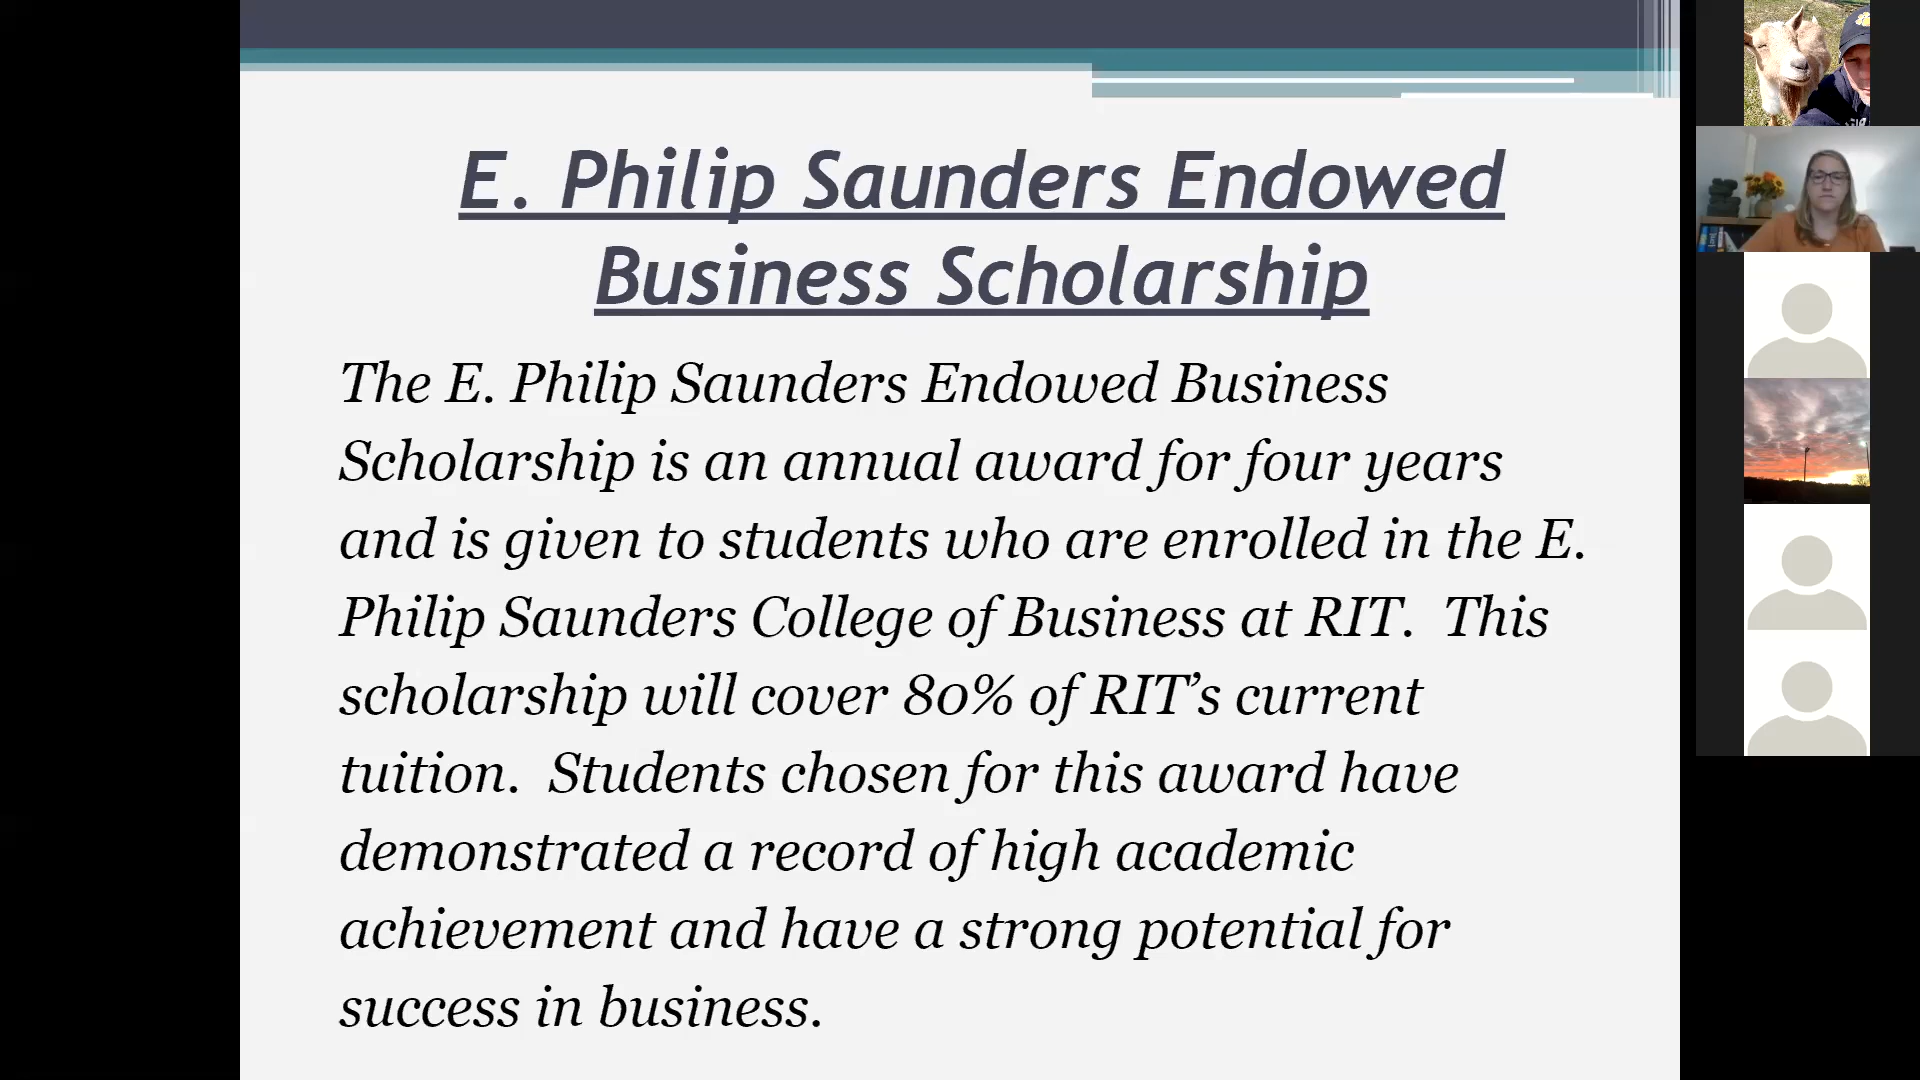 E. Philip Saunders Endowed
Business Scholarship
The E. Philip Saunders Endowed Business
Scholarship is an annual award for four years
and is given to students who are enrolled in the E.
Philip Saunders College of Business at RIT.  This
scholarship will cover 80% of RIT’s current
tuition.  Students chosen for this award have
demonstrated a record of high academic
achievement and have a strong potential for
success in business.